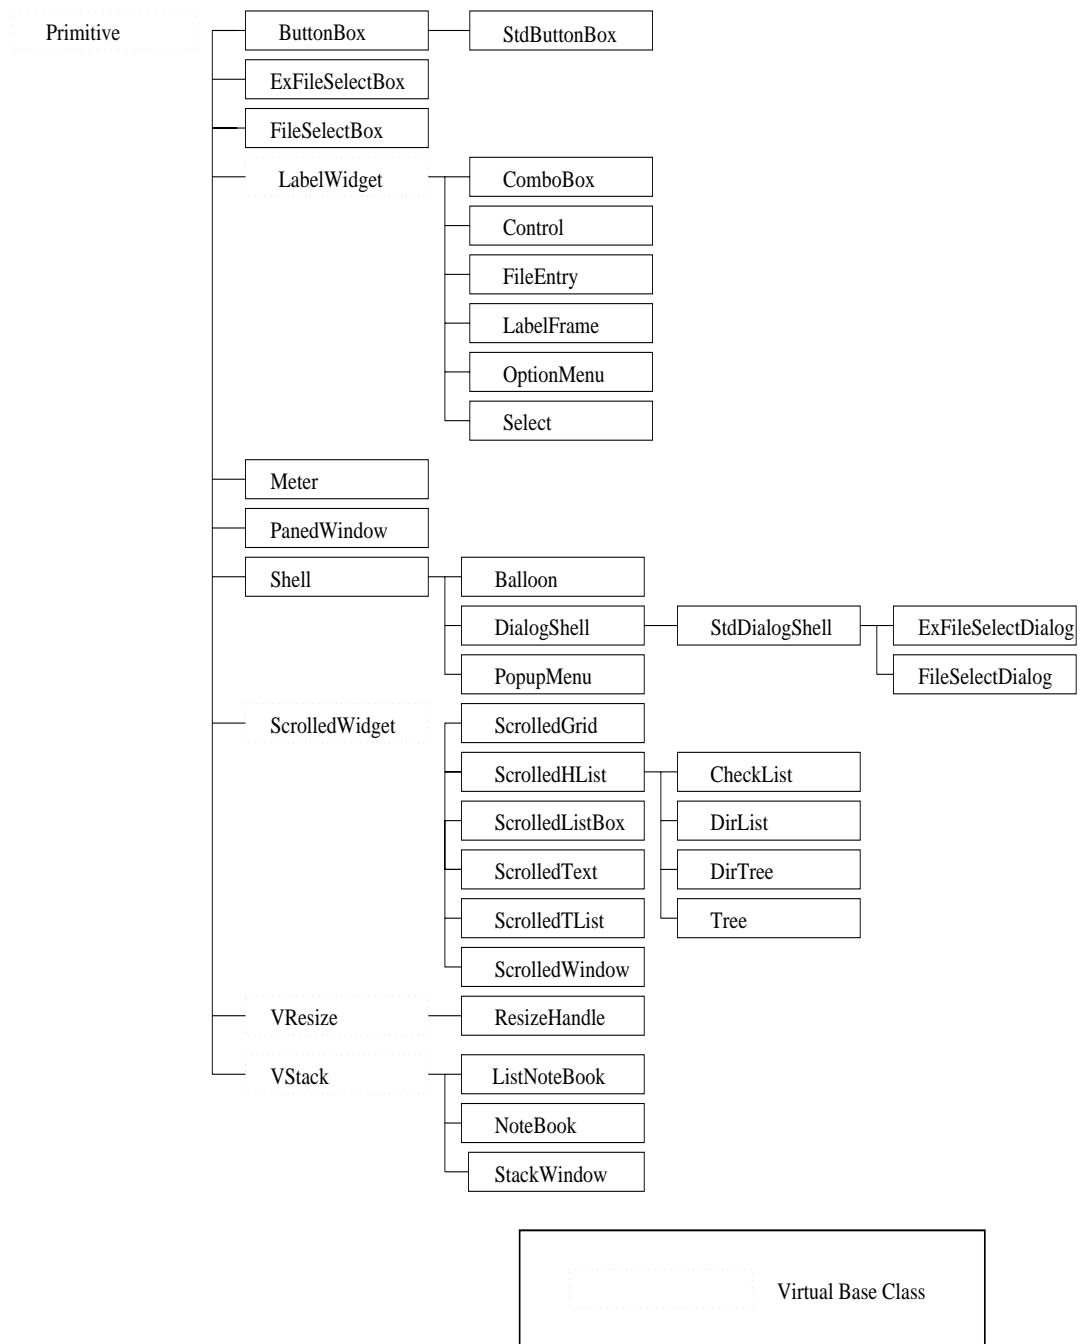 Primitive
ButtonBox
StdButtonBox
ExFileSelectBox
FileSelectBox
LabelWidget
ComboBox
Control
FileEntry
LabelFrame
OptionMenu
Select
Meter
PanedWindow
Shell
Balloon
DialogShell
StdDialogShell
ExFileSelectDialog
PopupMenu
FileSelectDialog
ScrolledWidget
ScrolledGrid
ScrolledHList
CheckList
ScrolledListBox
DirList
ScrolledText
DirTree
ScrolledTList
Tree
ScrolledWindow
VResize
ResizeHandle
VStack
ListNoteBook
NoteBook
StackWindow
Virtual Base Class